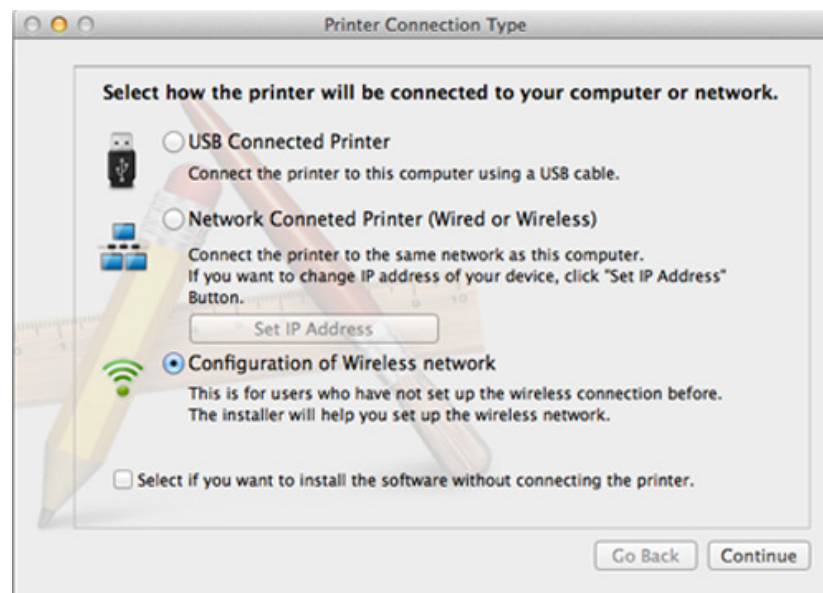 Printer Connection Type
Select how the printer will be connected to your computer or network.
USB Connected Printer
Connect the printer to this computer using a USB cable.
Network Conneted Printer (Wired or Wireless)
Connect the printer to the same network as this computer.
If you want to change IP address of your device, click "Set IP Address"
Button.
Set IP Address
Configuration of Wireless network
This is for users who have not set up the wireless connection before.
The installer will help you set up the wireless network.
Select if you want to install the software without connecting the printer.
Go Back Continue